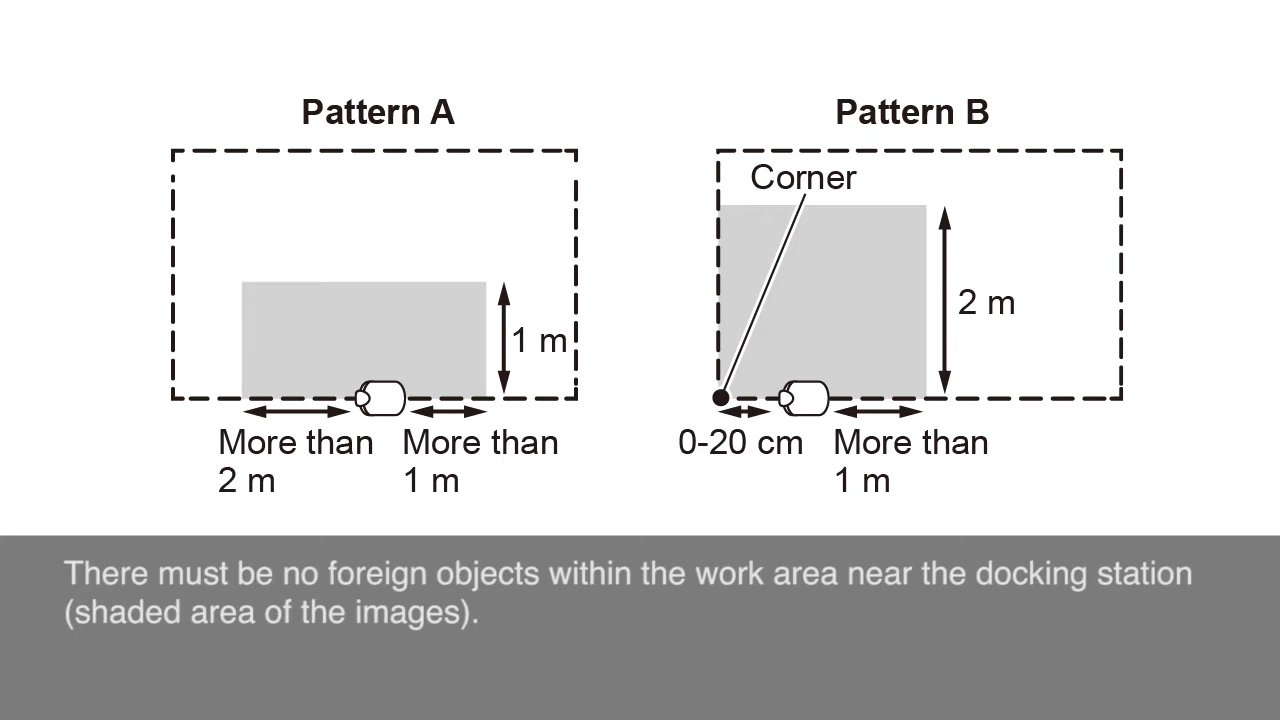 Pattern A
Pattern B
Corner
1 m
2 m
More than
2 m
More than
1 m
0-20 cm
More than
1 m
There must be no foreign objects within the work area near the docking station
(shaded area of the images).